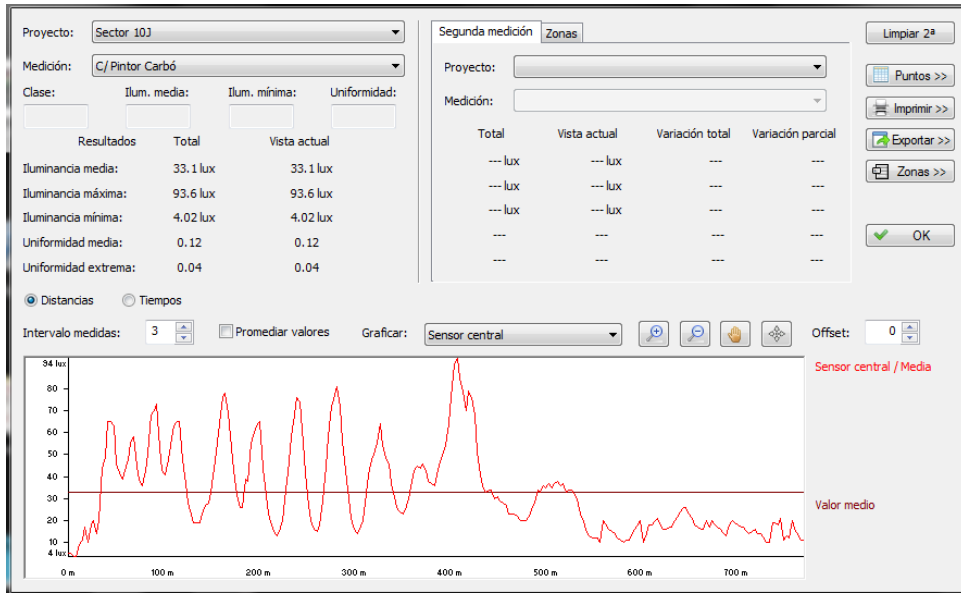 Proyecto: Sector 10J
Medición: C/ Pintor Carbó
Clase: Ilum. media: Ilum. mínima: Uniformidad:
Resultados Total Vista actual
Iluminancia media: 33.1 lux 33.1 lux
Iluminancia máxima: 93.6 lux 93.6 lux
Iluminancia mínima: 4.02 lux 4.02 lux
Uniformidad media: 0.12 0.12
Uniformidad extrema: 0.04 0.04
Segunda medición Zonas
Proyecto:
Medición:
Total Vista actual Variación total Variación parcial
--- lux --- lux --- ---
--- lux --- lux --- ---
--- lux --- lux --- ---
--- --- --- ---
--- --- --- ---
Limpiar 2ª
Puntos >>
Imprimir >>
Exportar >>
Zonas >>
OK
Distancias Tiempos
Intervalo medidas: 3 Promediar valores Graficar: Sensor central Offset: 0
94 lux
80
70
60
50
40
30
20
10
4 lux
0 m 100 m 200 m 300 m 400 m 500 m 600 m 700 m
Sensor central / Media
Valor medio